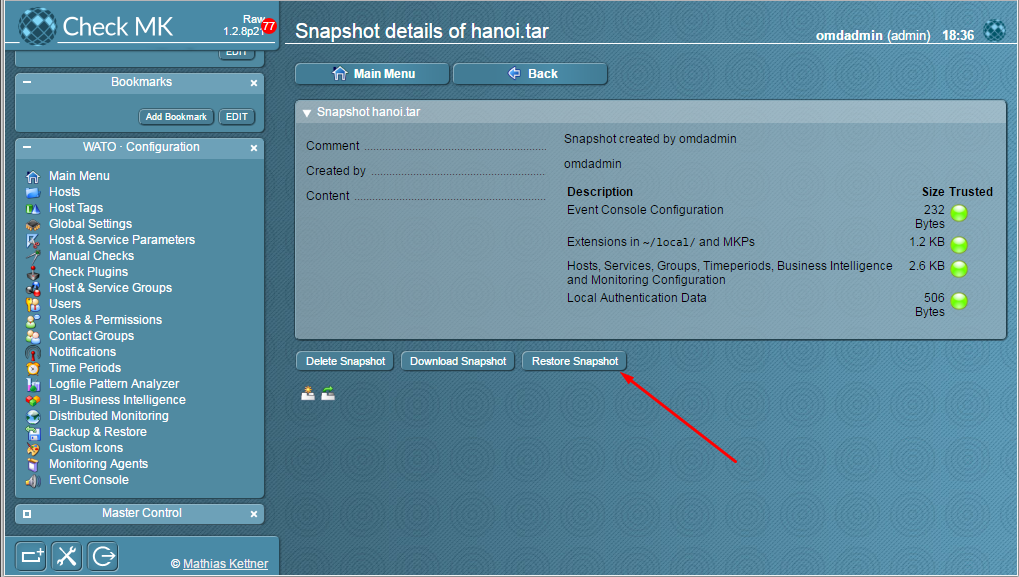 Check MK
Raw
1.2.8p21
77
EDIT
Bookmarks
Add Bookmark EDIT
WATO · Configuration
Main Menu
Hosts
Host Tags
Global Settings
Host & Service Parameters
Manual Checks
Check Plugins
Host & Service Groups
Users
Roles & Permissions
Contact Groups
Notifications
Time Periods
Logfile Pattern Analyzer
BI - Business Intelligence
Distributed Monitoring
Backup & Restore
Custom Icons
Monitoring Agents
Event Console
Master Control
© Mathias Kettner
Snapshot details of hanoi.tar
omdadmin (admin) 18:36
Main Menu Back
Snapshot hanoi.tar
Comment Snapshot created by omdadmin
Created by omdadmin
Content
Description Size Trusted
Event Console Configuration 232
Bytes
Extensions in ~/local/ and MKPs 1.2 KB
Hosts, Services, Groups, Timeperiods, Business Intelligence 2.6 KB
and Monitoring Configuration
Local Authentication Data 506
Bytes
Delete Snapshot Download Snapshot Restore Snapshot